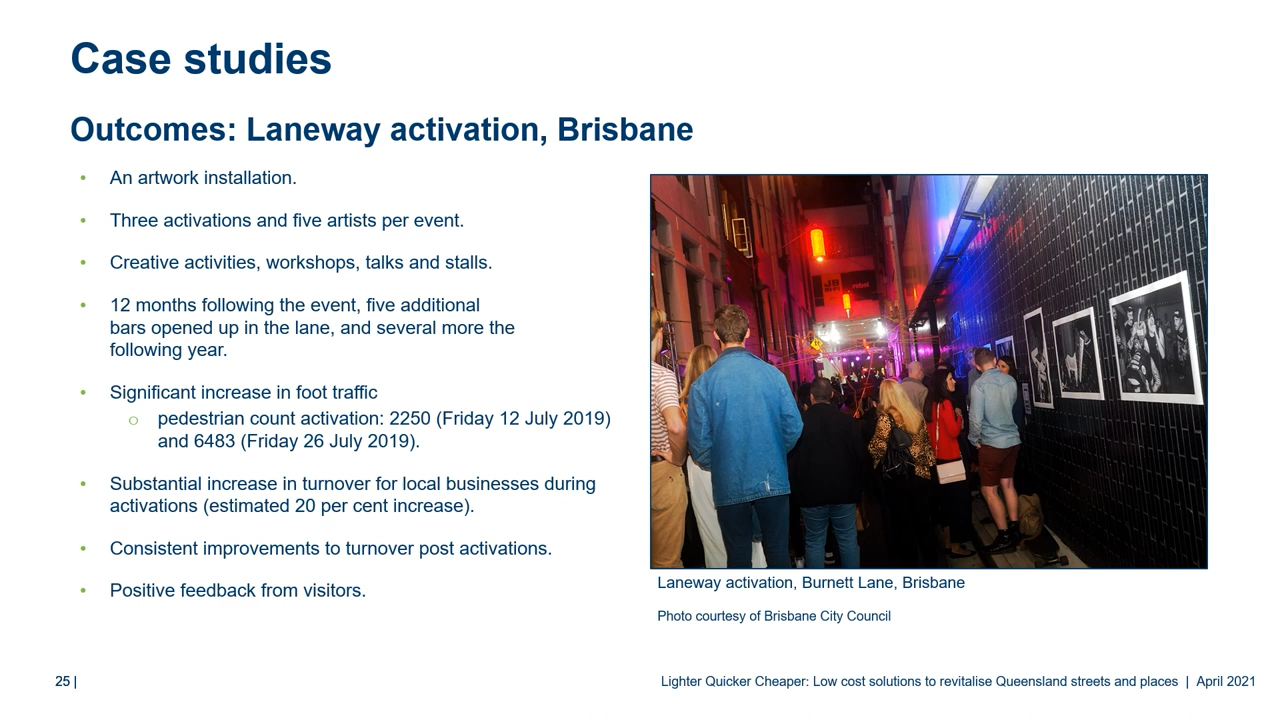 Case studies
Outcomes: Laneway activation, Brisbane
• An artwork installation.
• Three activations and five artists per event.
• Creative activities, workshops, talks and stalls.
• 12 months following the event, five additional
bars opened up in the lane, and several more the
following year.
• Significant increase in foot traffic
○ pedestrian count activation: 2250 (Friday 12 July 2019)
and 6483 (Friday 26 July 2019).
• Substantial increase in turnover for local businesses during
activations (estimated 20 per cent increase).
• Consistent improvements to turnover post activations.
• Positive feedback from visitors.
JB
Laneway activation, Burnett Lane, Brisbane
Photo courtesy of Brisbane City Council
25 |
Lighter Quicker Cheaper: Low cost solutions to revitalise Queensland streets and places | April 2021